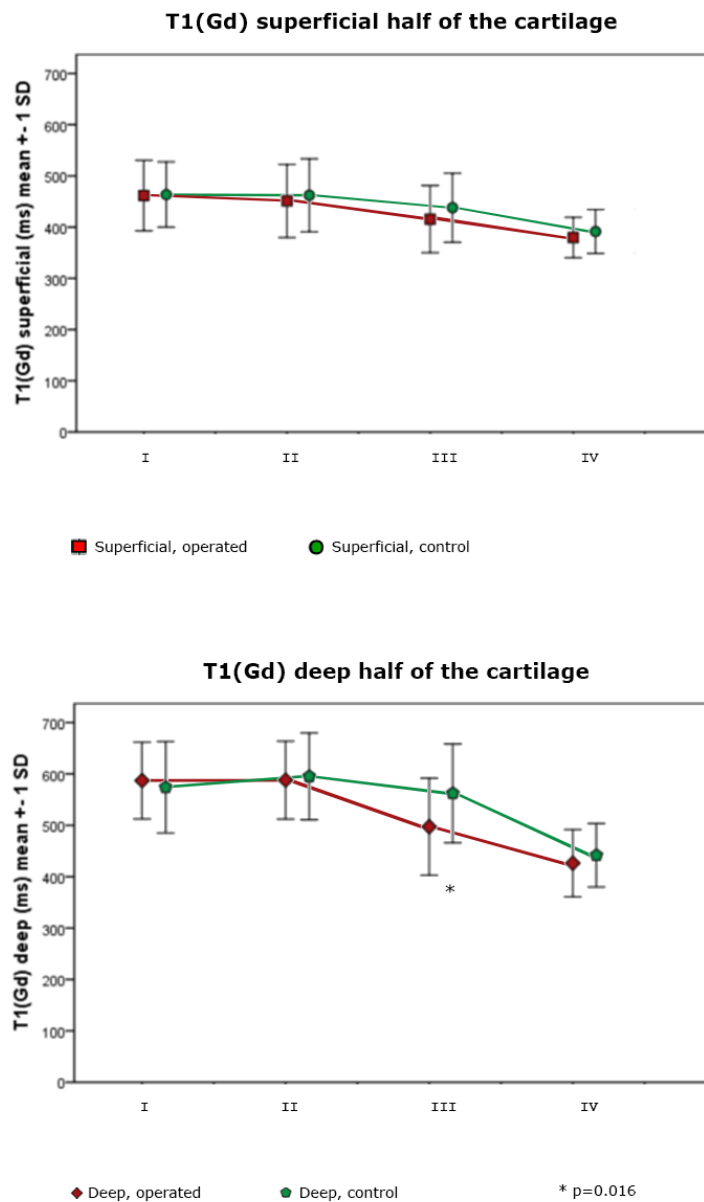 T1(Gd) superficial half of the cartilage
T1(Gd) superficial (ms) mean +- 1 SD
700
600
500
400
300
200
100
0
I II III IV
Superficial, operated Superficial, control
T1(Gd) deep half of the cartilage
T1(Gd) deep (ms) mean +- 1 SD
700
600
500
400
300
200
100
0
*
I II III IV
Deep, operated Deep, control * p=0.016